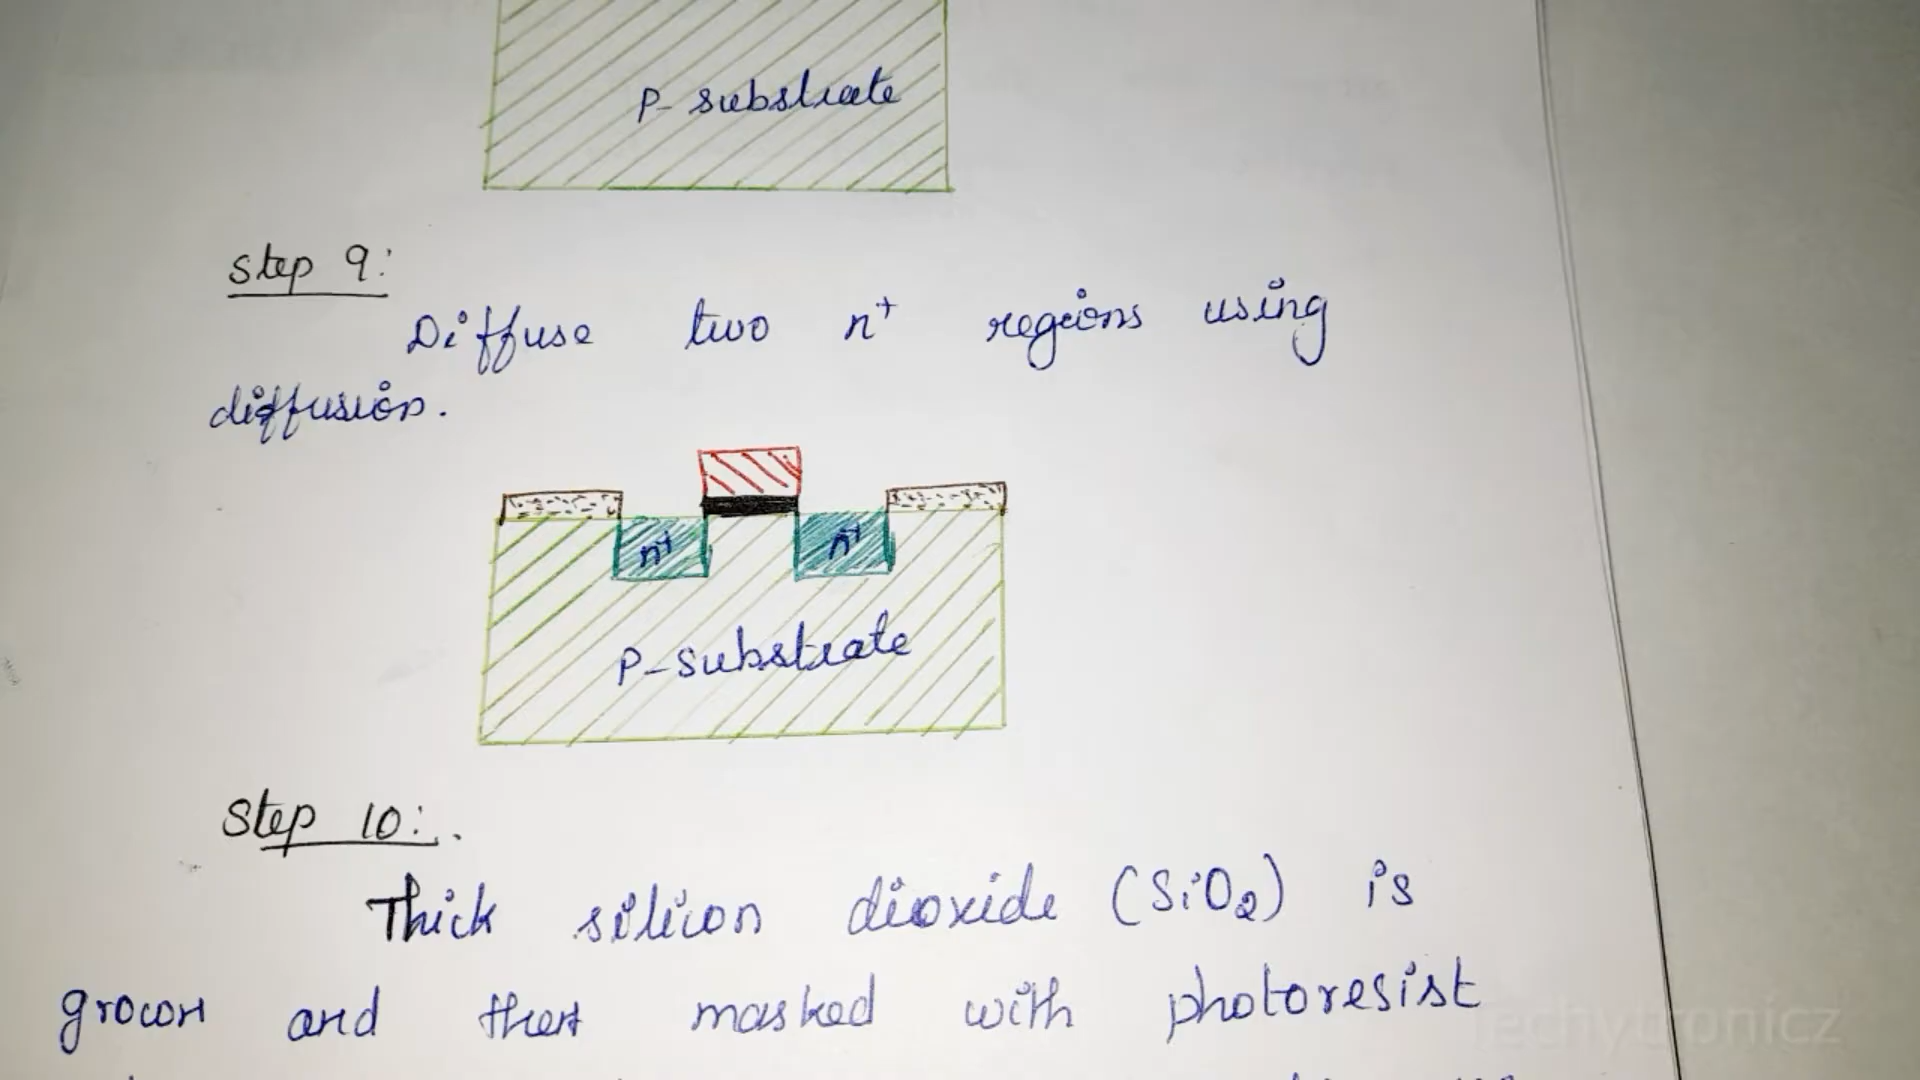 P-substrate
Step 9:
Diffuse two n+ regions using
diffusion.
n+ n+
P-substrate
Step 10:.
Thick silicon dioxide (SiO2) is
grown and then masked with photoresist
Techytronicz